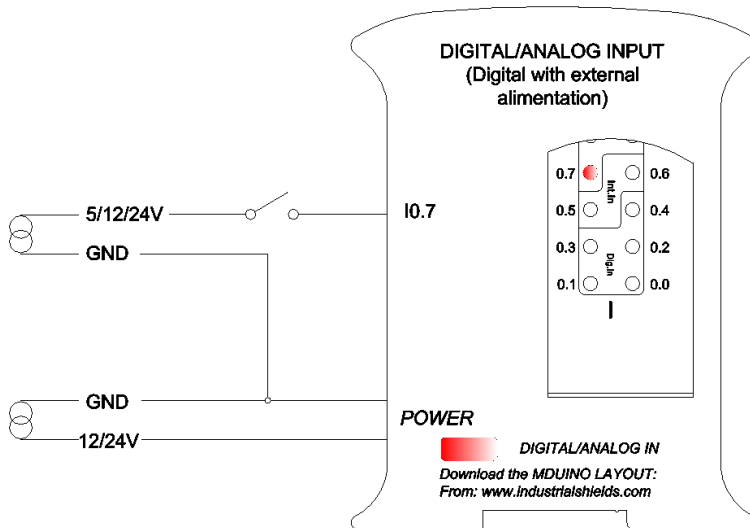 DIGITAL/ANALOG INPUT
(Digital with external
alimentation)
0.7 Int.In 0.6
0.5 0.4
0.3 Dig.In 0.2
0.1 0.0
I
5/12/24V
I0.7
GND
GND
POWER
12/24V
DIGITAL/ANALOG IN
Download the MDUINO LAYOUT:
From: www.industrialshields.com